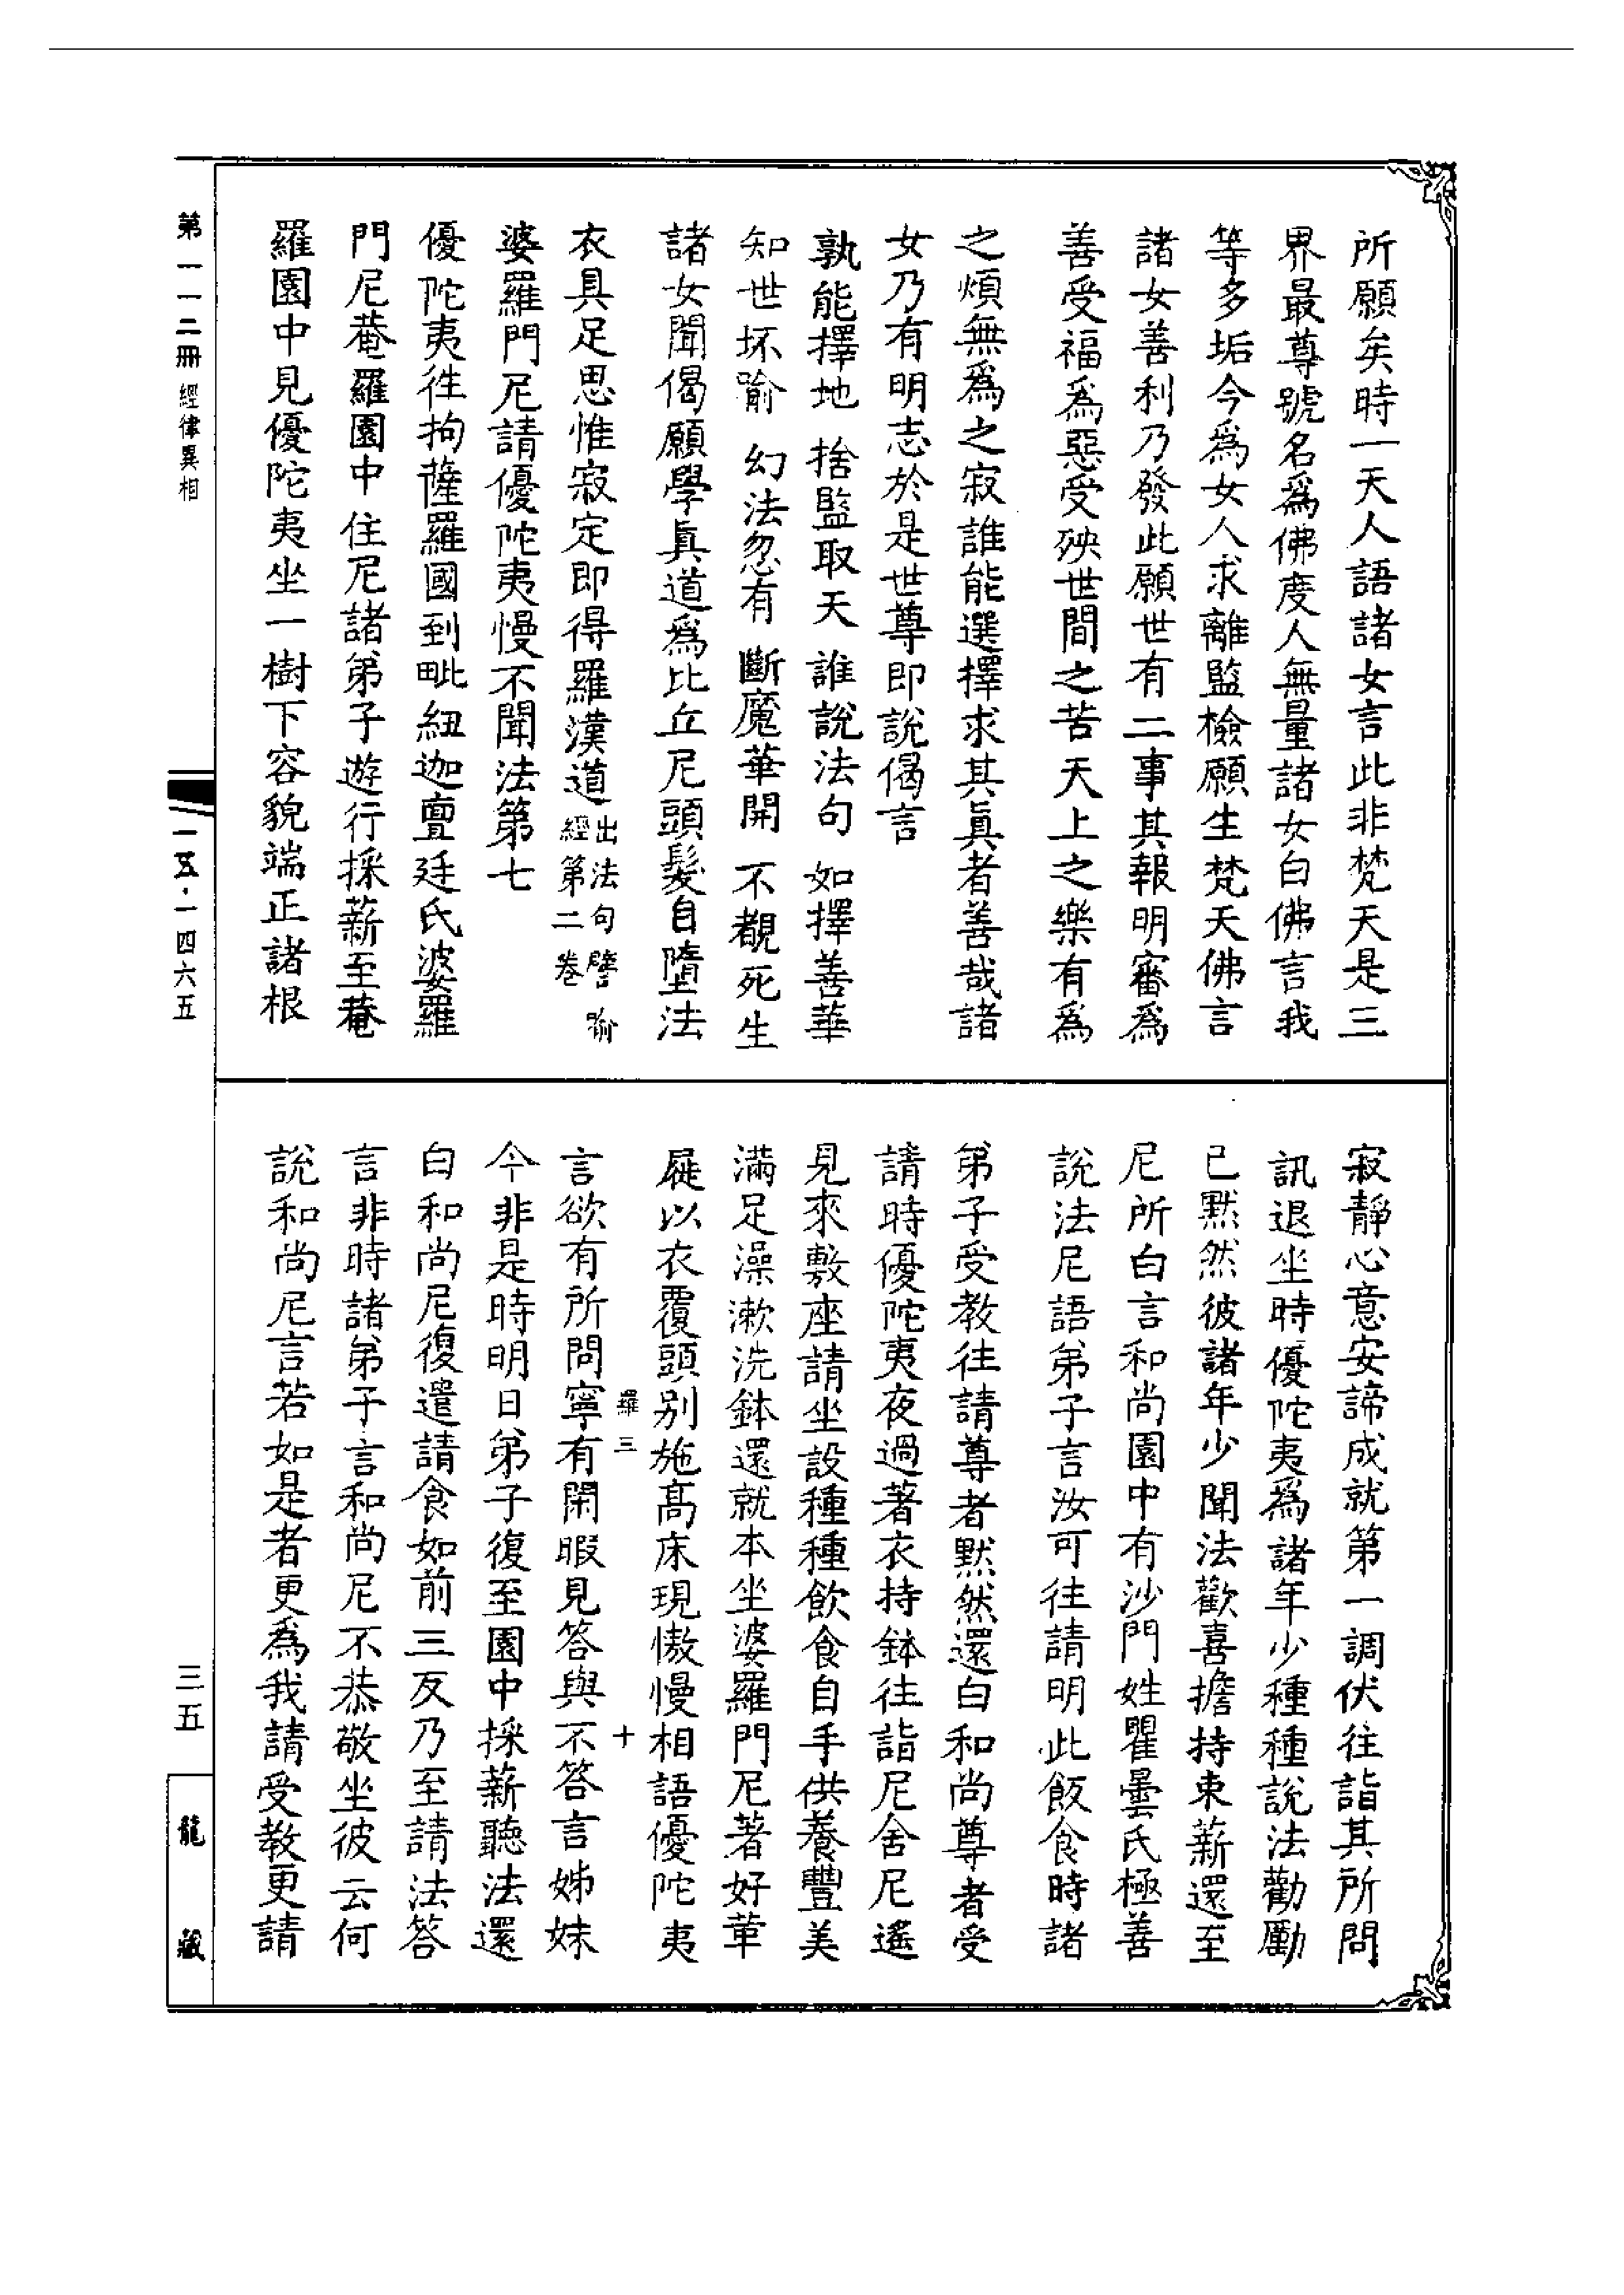 所願矣時一天人語諸女言此非梵天是三
界最尊號名爲佛度人無量諸女白佛言我
等多垢今爲女人求離監檢願生梵天佛言
諸女善利乃發此願世有二事其報明審爲
善受福爲惡受殃世間之苦天上之樂有爲
之煩無爲之寂誰能選擇求其眞者善哉諸
女乃有明志於是世尊即說偈言
孰能擇地 捨監取天 誰說法句 如擇善華
知世坏喻 幻法忽有 斷魔華開 不覩死生
諸女聞偈願學眞道爲比丘尼頭髮自墮法
衣具足思惟寂定即得羅漢道出法句譬喻
經第二卷
婆羅門尼請優陀夷慢不聞法第七
優陀夷往拘薩羅國到毗紐迦亶廷氏婆羅
門尼菴羅園中住尼諸弟子遊行採薪至菴
羅園中見優陀夷坐一樹下容貌端正諸根
寂靜心意安諦成就第一調伏往詣其所問
訊退坐時優陀夷爲諸年少種種說法勸勵
已黙然彼諸年少聞法歡喜擔持束薪還至
尼所白言和尚園中有沙門姓瞿曇氏極善
說法尼語弟子言汝可往請明此飯食時諸
弟子受教往請尊者黙然還白和尚尊者受
請時優陀夷夜過著衣持鉢往詣尼舍尼遙
見來敷座請坐設種種飲食自手供養豐美
滿足澡漱洗鉢還就本坐婆羅門尼著好革
屣以衣覆頭别施高床現慠慢相語優陀夷
羅三 十
言欲有所問寧有閑暇見答與不答言姊妹
今非是時明日弟子復至園中採薪聽法還
白和尚尼復遣請食如前三反乃至請法答
言非時諸弟子言和尚尼不恭敬坐彼云何
說和尚尼言若如是者更爲我請受教更請
第一一二冊 經律異相
一五·一四六五
三五
龍藏